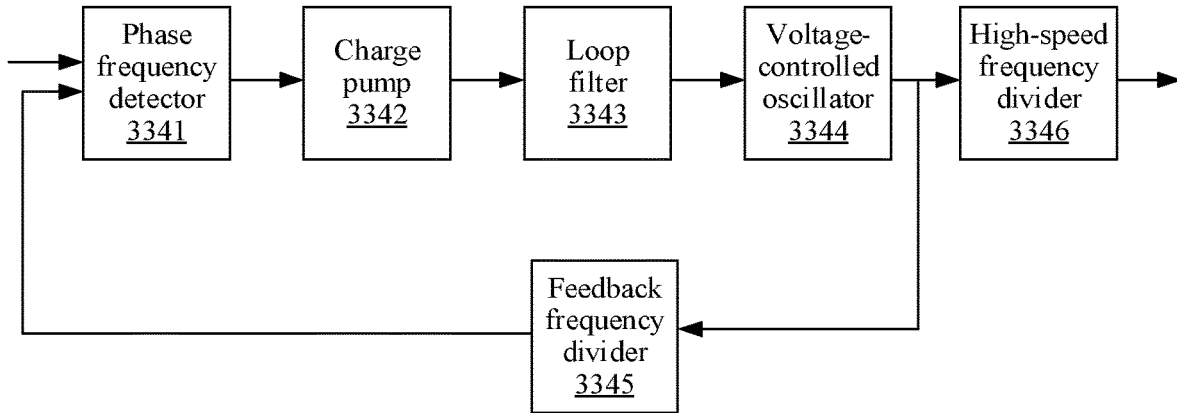 Phase
frequency
detector
3341
Charge
pump
3342
Loop
filter
3343
Voltage-
controlled
oscillator
3344
High-speed
frequency
divider
3346
Feedback
frequency
divider
3345